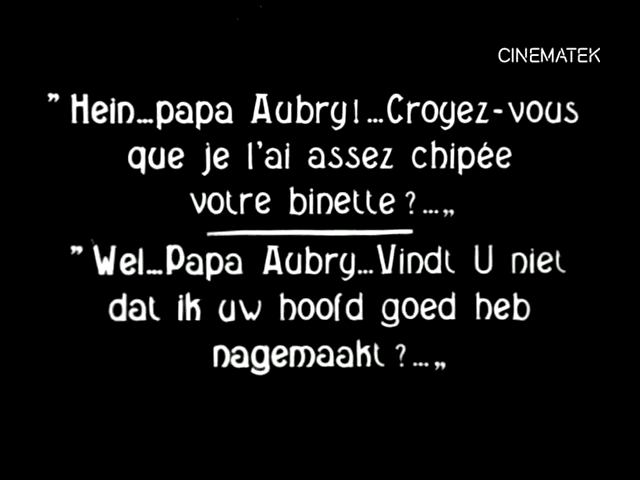 CINEMATEK
" Hein...papa Aubry!...Croyez-vous
que je l'ai assez chipée
votre binette ?...„
" Wel...Papa Aubry...Vindt U niet
dat ik uw hoofd goed heb
nagemaakt ?...„